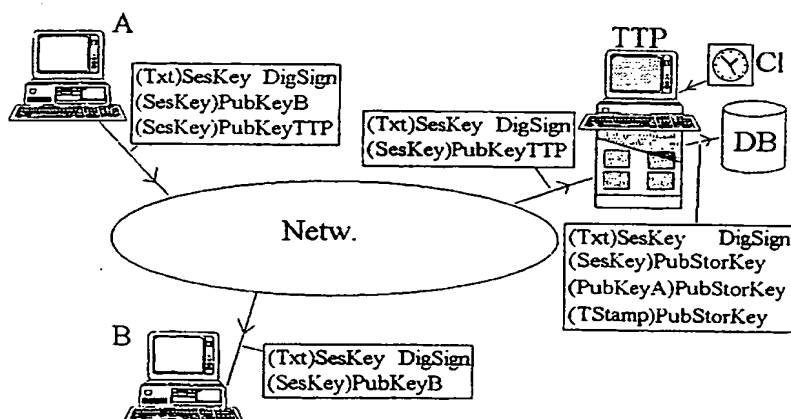 A
(Txt)SesKey DigSign
(SesKey)PubKeyB
(SesKey)PubKeyTTP
TTP
Cl
(Txt)SesKey DigSign
(SesKey)PubKeyTTP
DB
Netw.
(Txt)SesKey DigSign
(SesKey)PubStorKey
(PubKeyA)PubStorKey
(TStamp)PubStorKey
B
(Txt)SesKey DigSign
(SesKey)PubKeyB